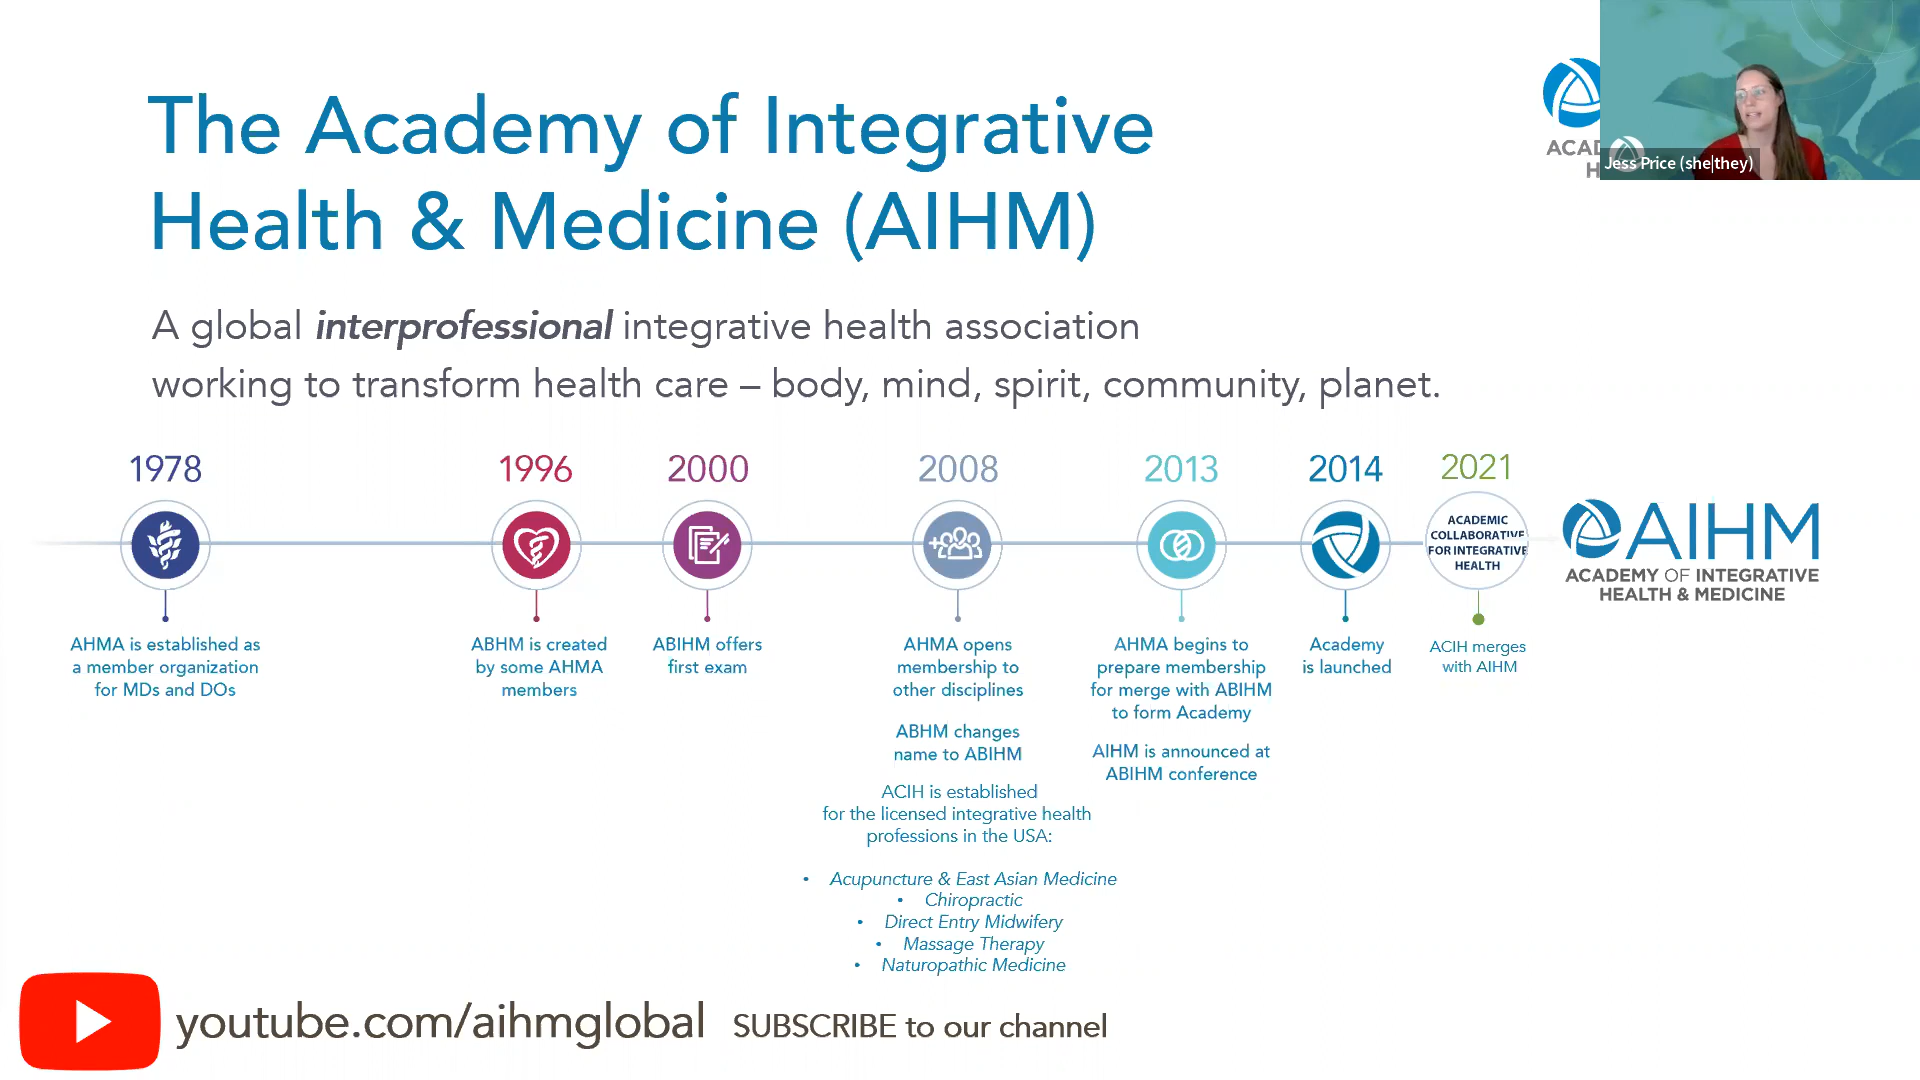 The Academy of Integrative
Health & Medicine (AIHM)
ACAD
H
Jess Price (she|they)
A global interprofessional integrative health association
working to transform health care – body, mind, spirit, community, planet.
1978
AHMA is established as
a member organization
for MDs and DOs
1996
ABHM is created
by some AHMA
members
2000
ABIHM offers
first exam
2008
AHMA opens
membership to
other disciplines
ABHM changes
name to ABIHM
ACIH is established
for the licensed integrative health
professions in the USA:
• Acupuncture & East Asian Medicine
• Chiropractic
• Direct Entry Midwifery
• Massage Therapy
• Naturopathic Medicine
2013
AHMA begins to
prepare membership
for merge with ABIHM
to form Academy
AIHM is announced at
ABIHM conference
2014
Academy
is launched
2021
ACADEMIC
COLLABORATIVE
FOR INTEGRATIVE
HEALTH
ACIH merges
with AIHM
AIHM
ACADEMY OF INTEGRATIVE
HEALTH & MEDICINE
youtube.com/aihmglobal SUBSCRIBE to our channel